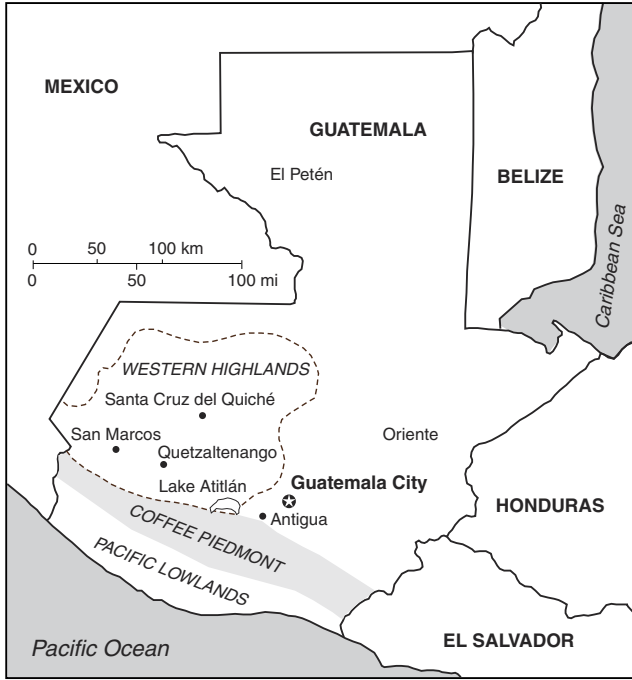 MEXICO
GUATEMALA
El Petén
BELIZE
Caribbean Sea
0 50 100 km
0 50 100 mi
WESTERN HIGHLANDS
Santa Cruz del Quiché
San Marcos
Quetzaltenango
Oriente
Lake Atitlán
Guatemala City
Antigua
HONDURAS
COFFEE PIEDMONT
PACIFIC LOWLANDS
EL SALVADOR
Pacific Ocean